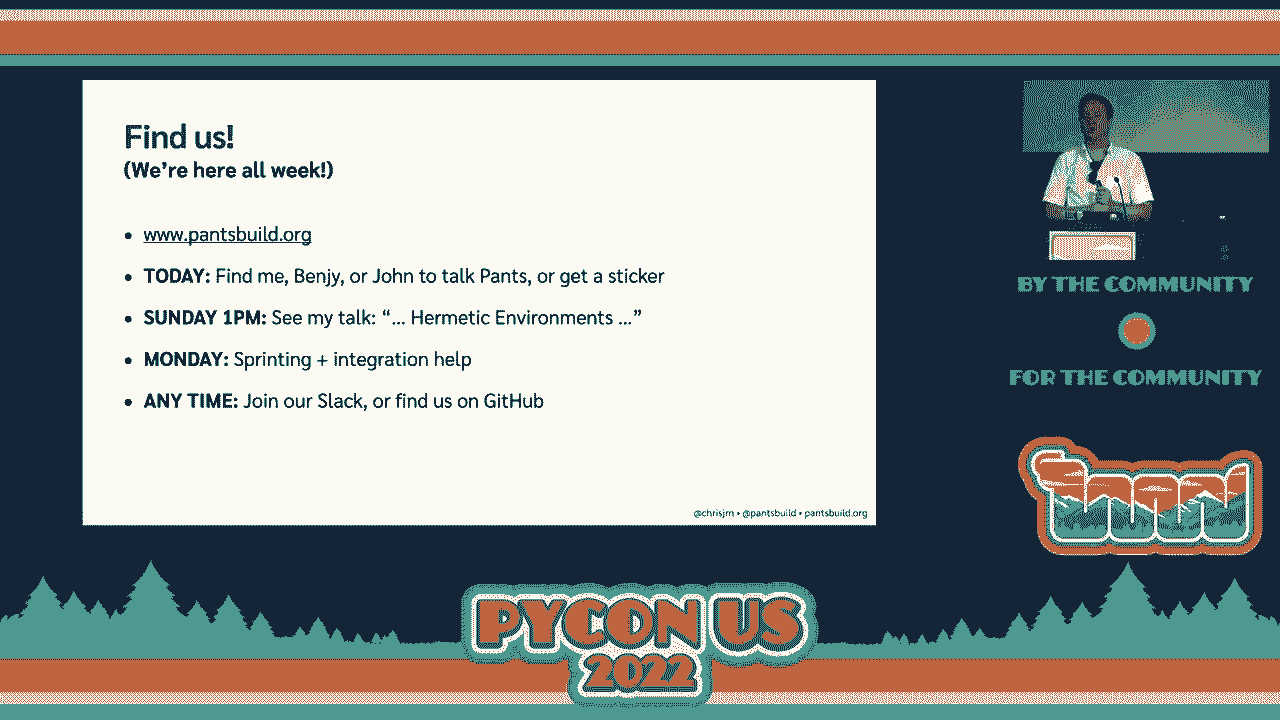 Find us!
(We're here all week!)
• www.pantsbuild.org
• TODAY: Find me, Benjy, or John to talk Pants, or get a sticker
• SUNDAY 1PM: See my talk: “... Hermetic Environments ...”
• MONDAY: Sprinting + integration help
• ANY TIME: Join our Slack, or find us on GitHub
@chrisjrn • @pantsbuild • pantsbuild.org
BY THE COMMUNITY
FOR THE COMMUNITY
PYCON US
2022